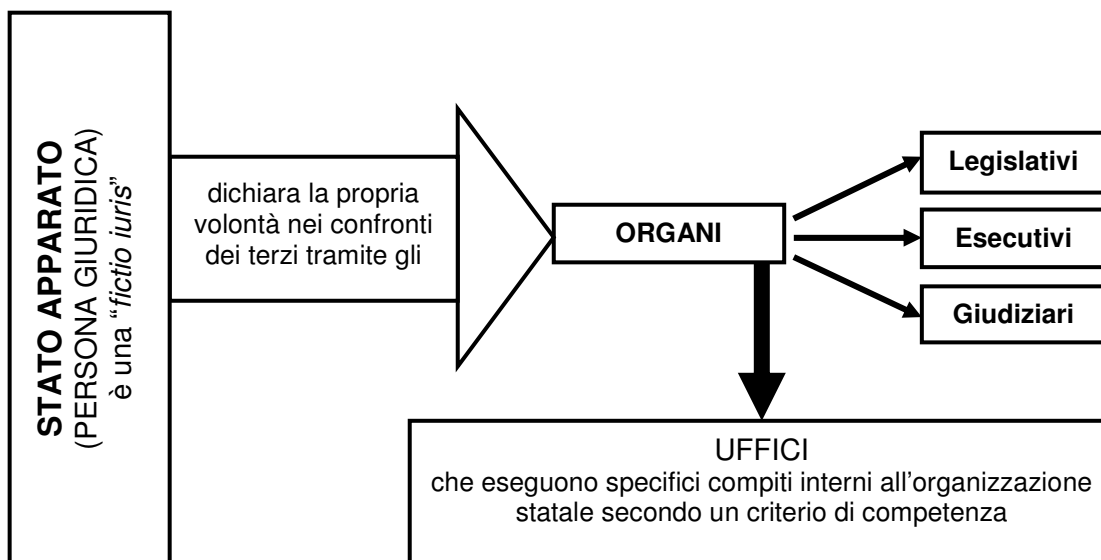 STATO APPARATO
(PERSONA GIURIDICA)
è una “fictio iuris”
dichiara la propria
volontà nei confronti
dei terzi tramite gli
ORGANI
Legislativi
Esecutivi
Giudiziari
UFFICI
che eseguono specifici compiti interni all’organizzazione
statale secondo un criterio di competenza